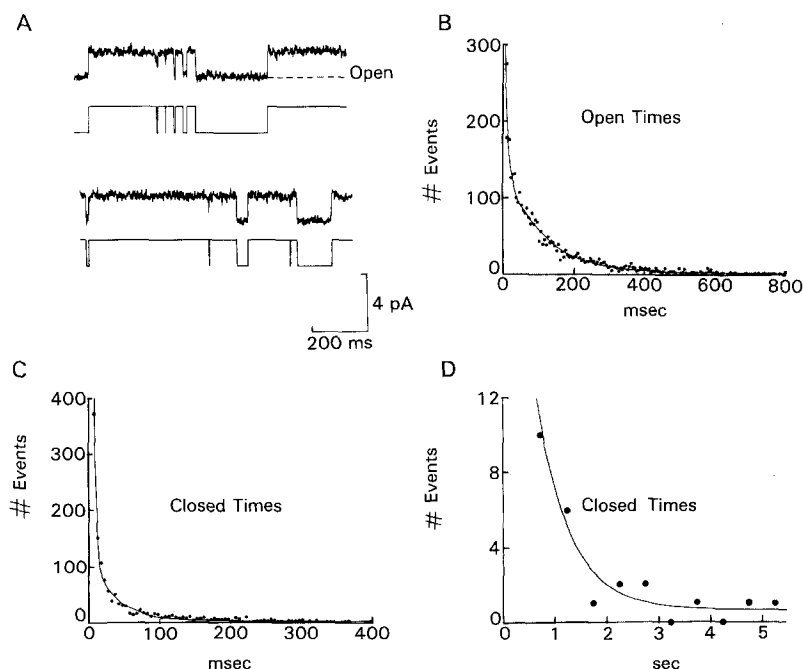 A
Open
4 pA
200 ms
B
300
200
100
0
# Events
Open Times
0 200 400 600 800
msec
C
400
300
200
100
0
# Events
Closed Times
0 100 200 300 400
msec
D
12
8
4
0
# Events
Closed Times
0 1 2 3 4 5
sec